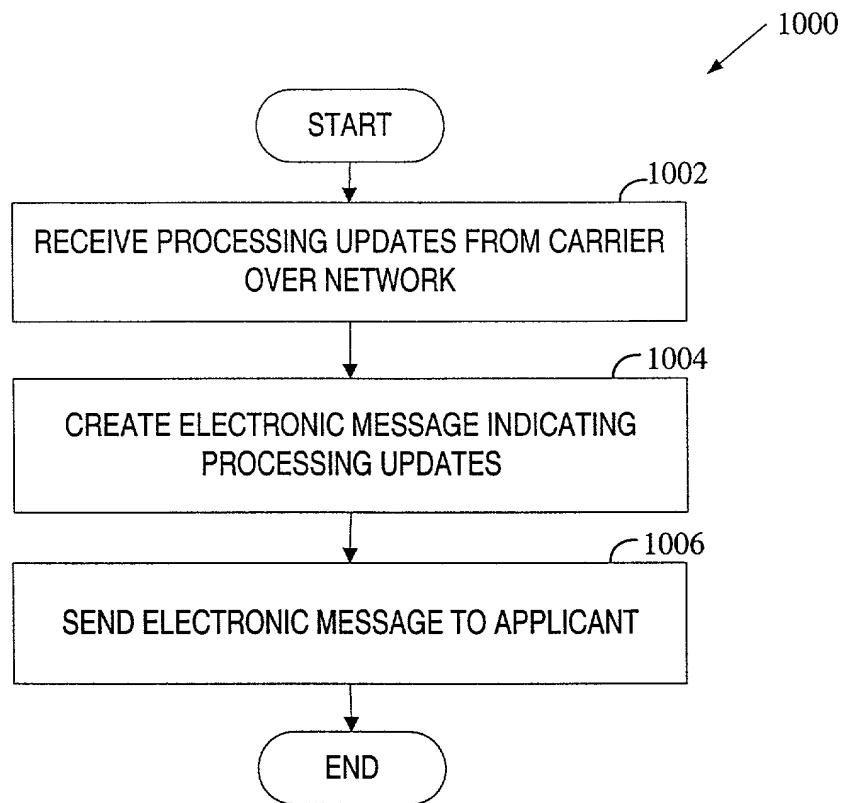 1000
START
1002
RECEIVE PROCESSING UPDATES FROM CARRIER
OVER NETWORK
1004
CREATE ELECTRONIC MESSAGE INDICATING
PROCESSING UPDATES
1006
SEND ELECTRONIC MESSAGE TO APPLICANT
END